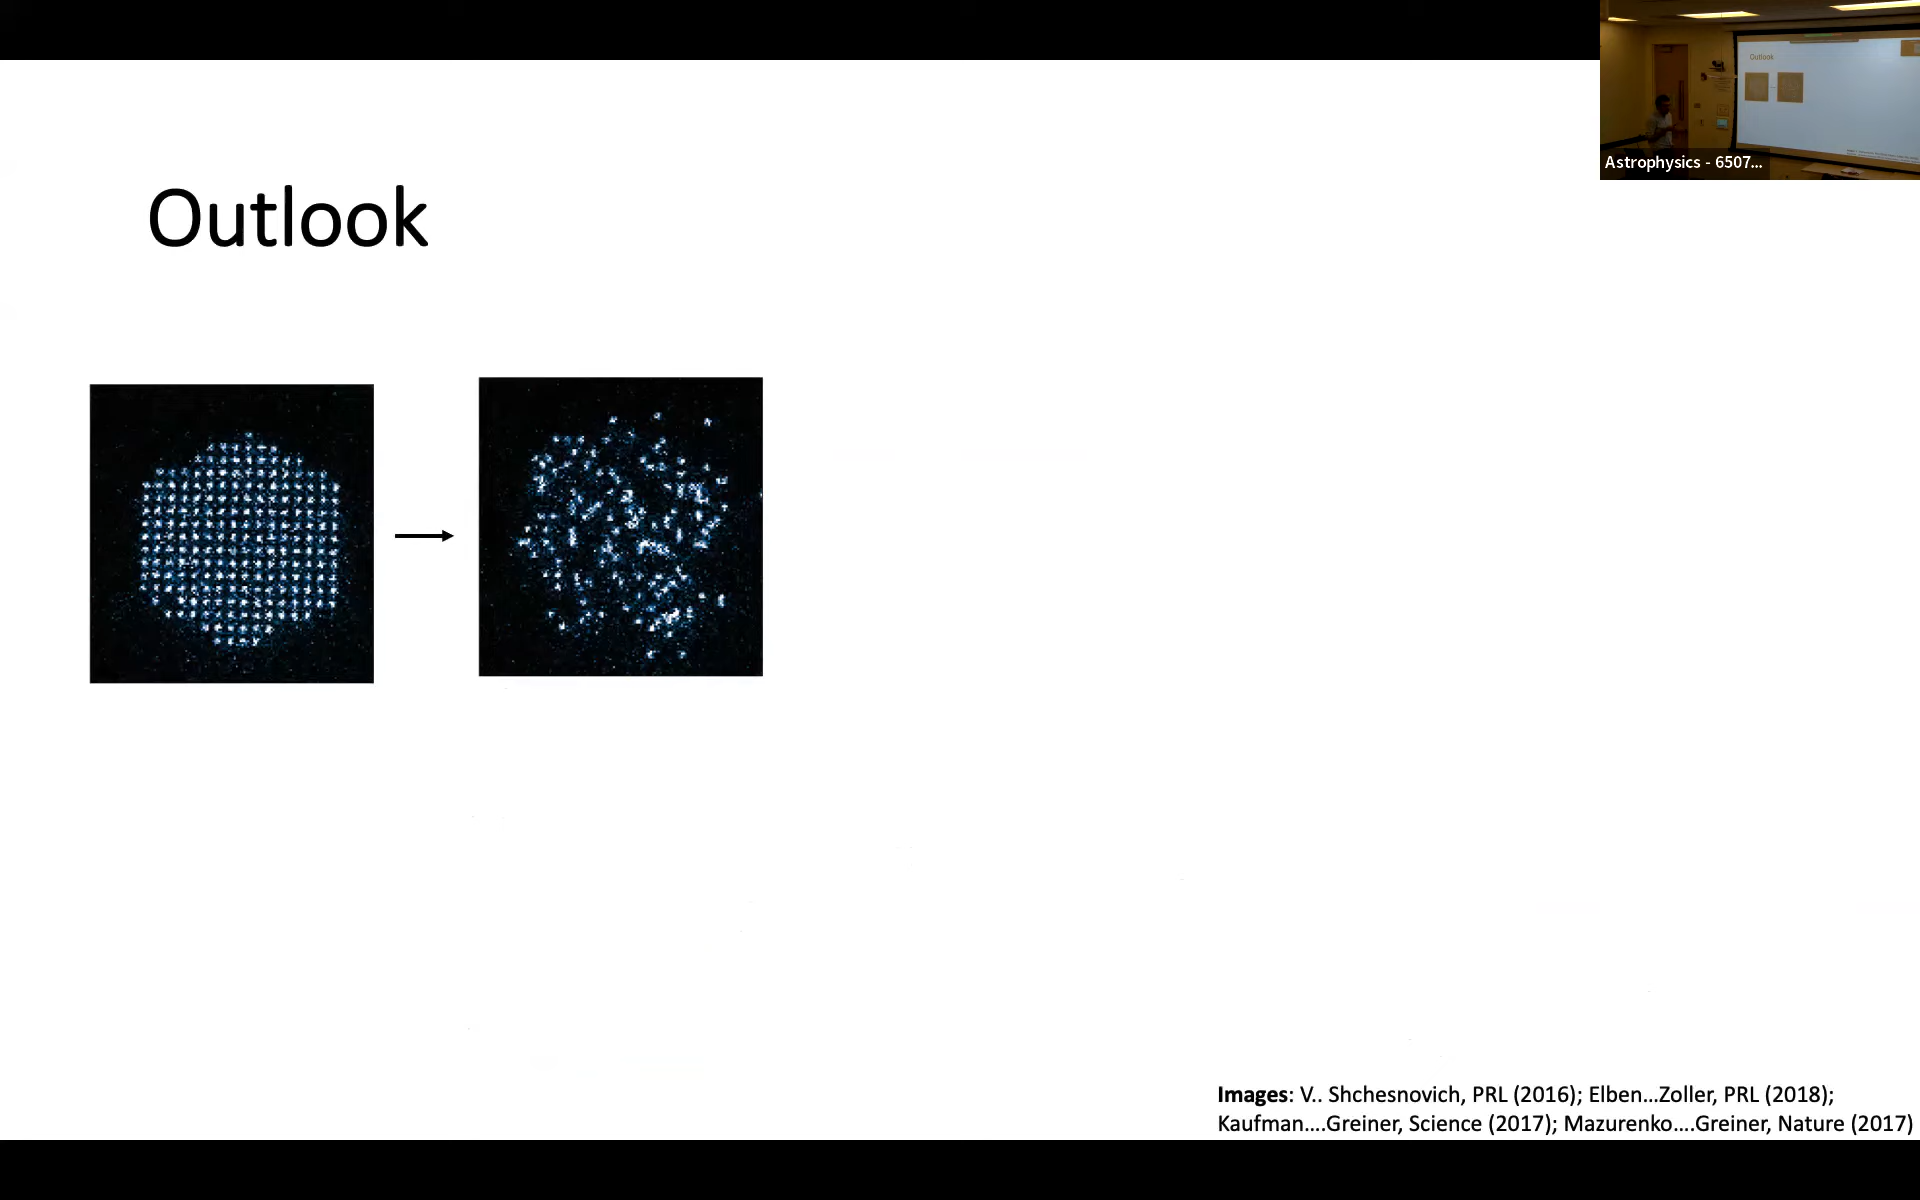 Outlook
Astrophysics - 6507...
Outlook
Images: V.. Shchesnovich, PRL (2016); Elben...Zoller, PRL (2018);
Kaufman....Greiner, Science (2017); Mazurenko....Greiner, Nature (2017)